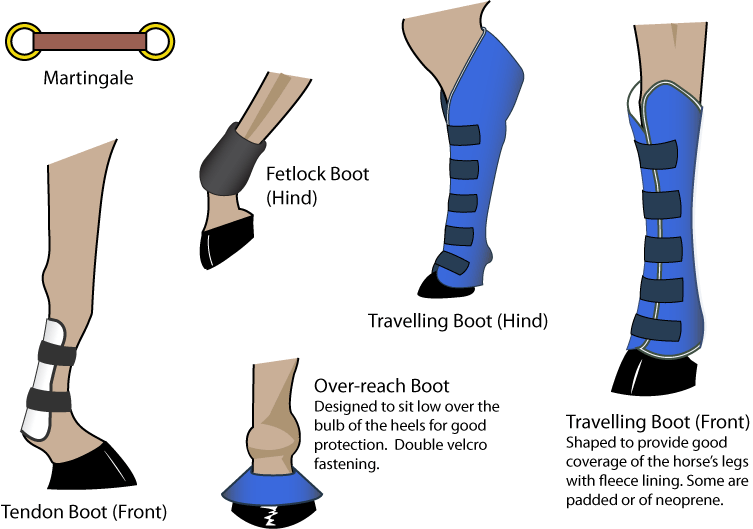 Martingale
Fetlock Boot
(Hind)
Travelling Boot (Hind)
Over-reach Boot
Designed to sit low over the
bulb of the heels for good
protection.  Double velcro
fastening.
Tendon Boot (Front)
Travelling Boot (Front)
Shaped to provide good
coverage of the horse's legs
with fleece lining. Some are
padded or of neoprene.